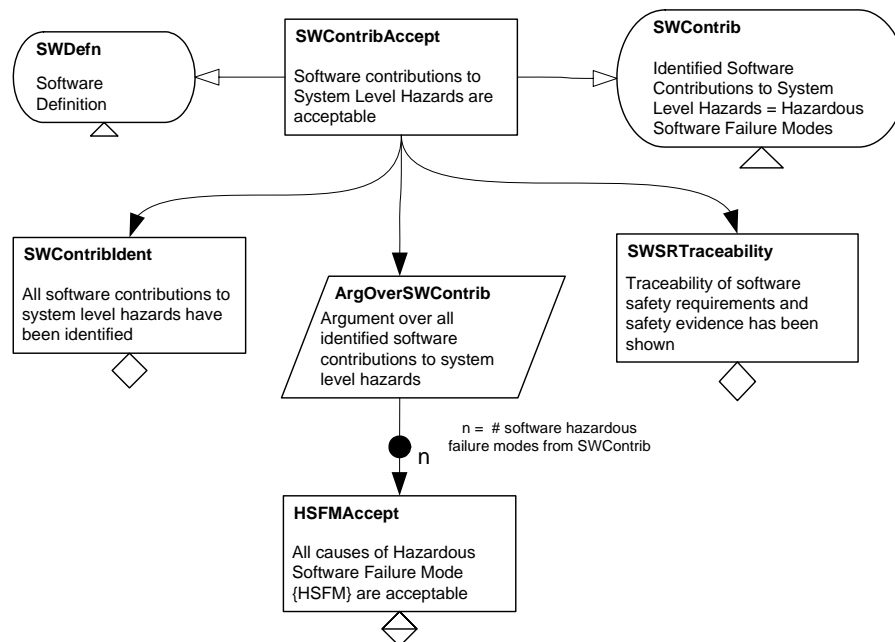 SWDefn
Software
Definition
SWContribAccept
Software contributions to
System Level Hazards are
acceptable
SWContrib
Identified Software
Contributions to System
Level Hazards = Hazardous
Software Failure Modes
SWContribIdent
All software contributions to
system level hazards have
been identified
ArgOverSWContrib
Argument over all
identified software
contributions to system
level hazards
SWSRTraceability
Traceability of software
safety requirements and
safety evidence has been
shown
n = # software hazardous
failure modes from SWContrib
n
HSFMAccept
All causes of Hazardous
Software Failure Mode
{HSFM} are acceptable